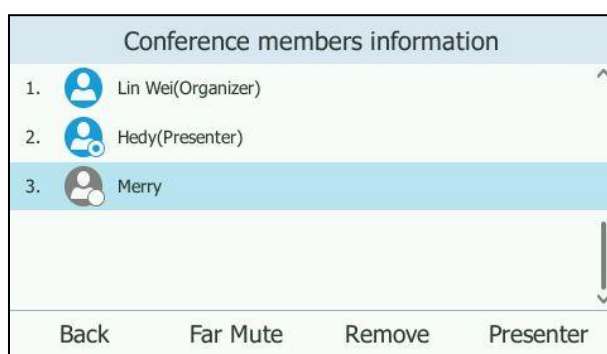 Conference members information
1. Lin Wei(Organizer)
2. Hedy(Presenter)
3. Merry
Back Far Mute Remove Presenter